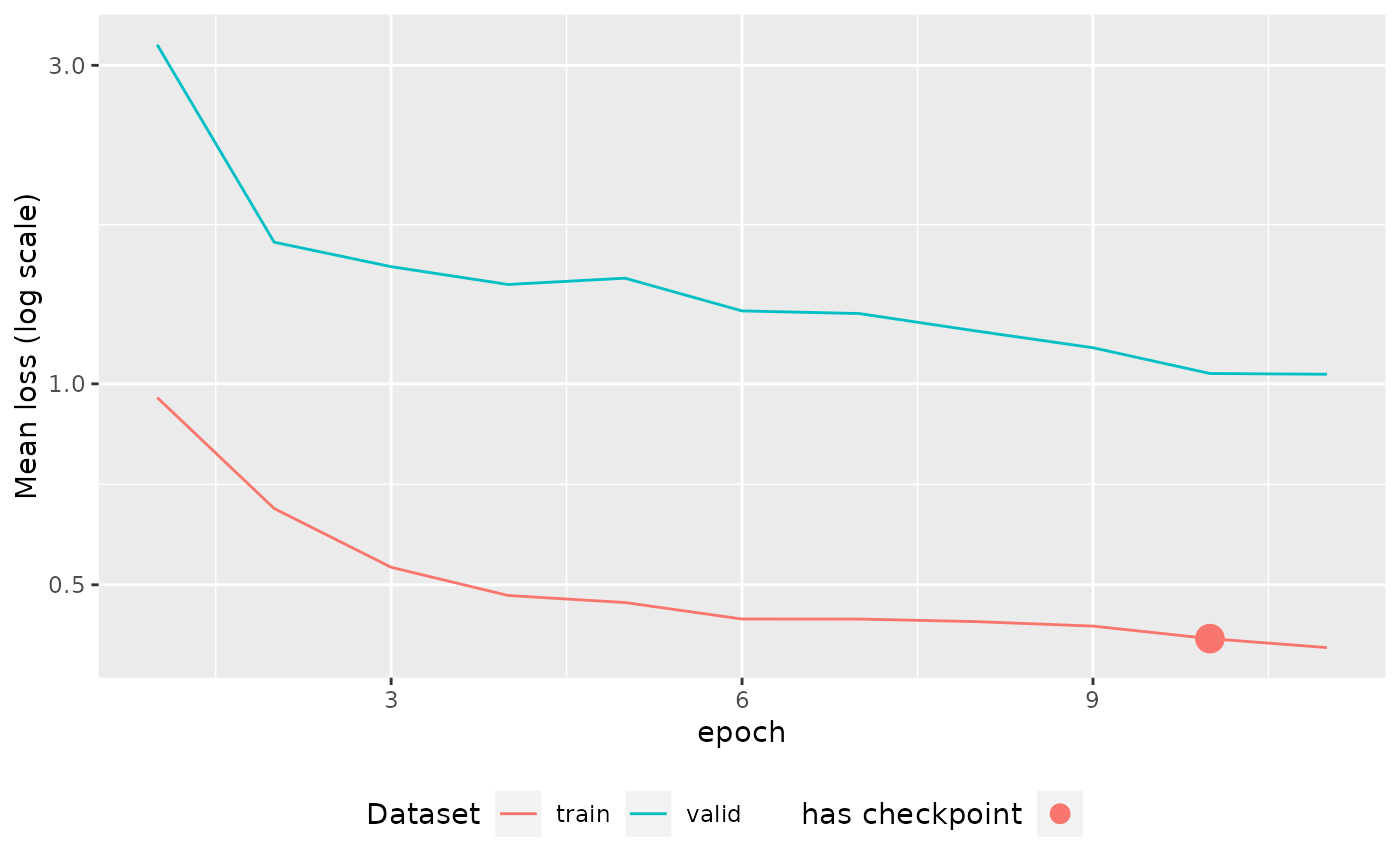 Mean loss (log scale)
3.0
1.0
0.5
3 6 9
epoch
Dataset train valid has checkpoint